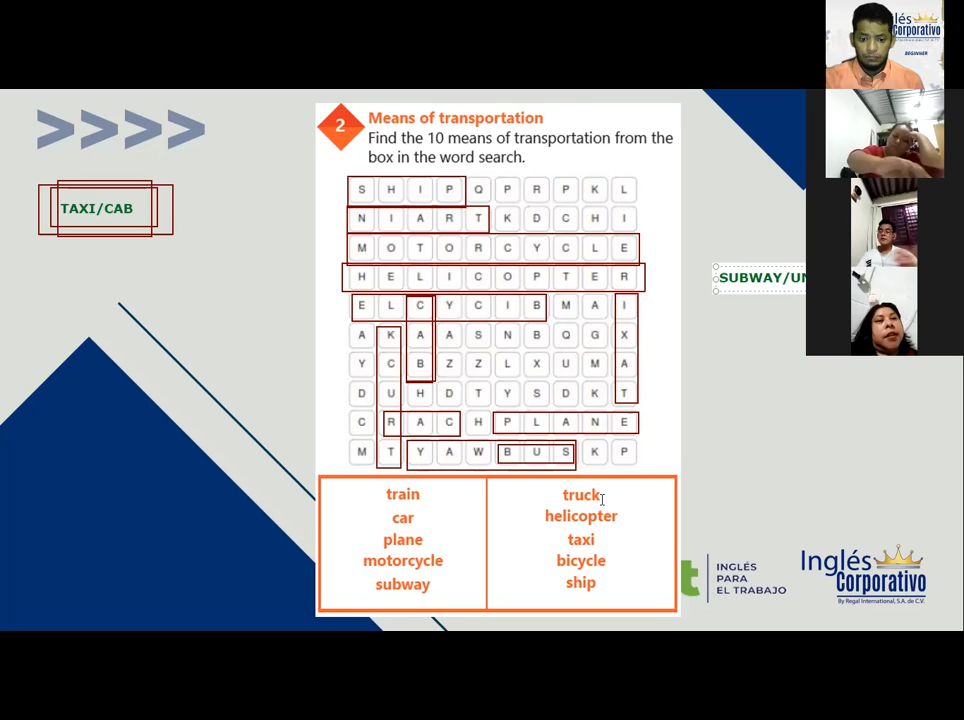 2
Means of transportation
Find the 10 means of transportation from the
box in the word search.
TAXI/CAB
S H I P Q P R P K L
N I A R T K D C H I
M O T O R C Y C L E
H E L I C O P T E R
E L C Y C I B M A I
A K A A S N B Q G X
Y C B Z Z L X U M A
D U H D T Y S D K T
C R A C H P L A N E
M T Y A W B U S K P
train
car
plane
motorcycle
subway
truck
helicopter
taxi
bicycle
ship
t
INGLÉS
PARA
EL TRABAJO
Inglés
Corporativo
By Regal International, S.A. de C.V.
Corporativo
BEGINNER